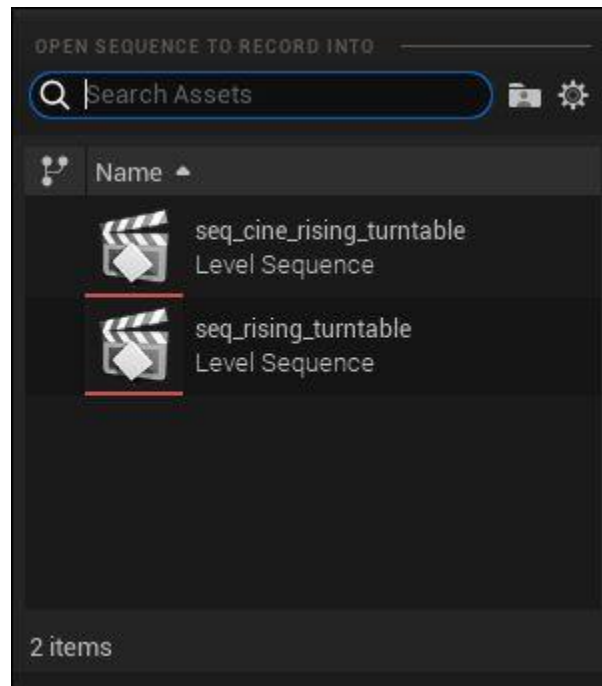 OPEN SEQUENCE TO RECORD INTO
Search Assets
Name
seq_cine_rising_turntable
Level Sequence
seq_rising_turntable
Level Sequence
2 items